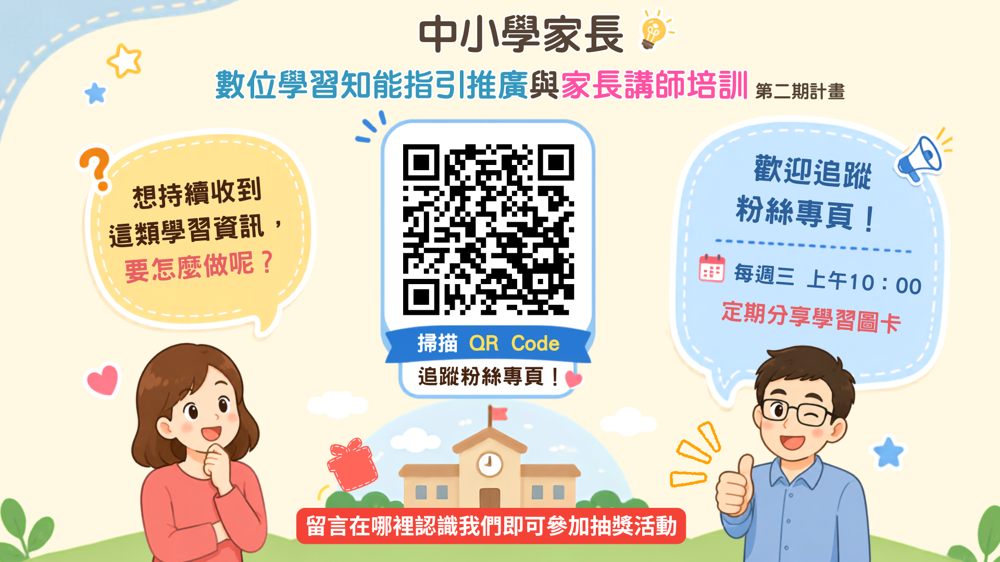 中小學家長
數位學習知能指引推廣與家長講師培訓 第二期計畫
想持續收到
這類學習資訊，
要怎麼做呢？
掃描 QR Code
追蹤粉絲專頁！
歡迎追蹤
粉絲專頁！
每週三 上午10：00
定期分享學習圖卡
留言在哪裡認識我們即可參加抽獎活動